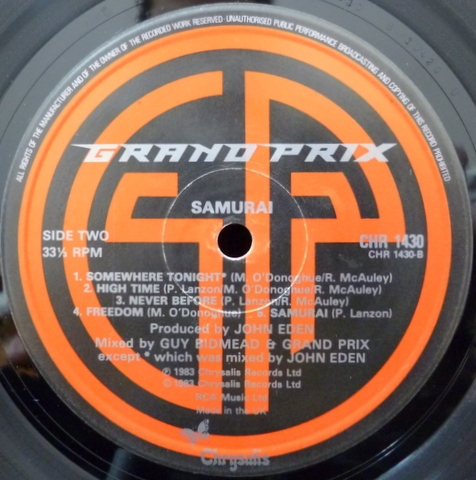 ALL RIGHTS OF THE MANUFACTURER AND OF THE OWNER OF THE RECORDED WORK RESERVED · UNAUTHORISED PUBLIC PERFORMANCE BROADCASTING AND COPYING OF THIS RECORD PROHIBITED
GRAND PRIX
SAMURAI
SIDE TWO
33⅓ RPM
CHR 1430
CHR 1430-B
1. SOMEWHERE TONIGHT* (M. O'Donoghue/R. McAuley)
2. HIGH TIME (P. Lanzon/M. O'Donoghue/R. McAuley)
3. NEVER BEFORE (P. Lanzon/R. McAuley)
4. FREEDOM (M. O'Donoghue) 5. SAMURAI (P. Lanzon)
Produced by JOHN EDEN
Mixed by GUY BIDMEAD & GRAND PRIX
except * which was mixed by JOHN EDEN
℗ 1983 Chrysalis Records Ltd
© 1983 Chrysalis Records Ltd
RCA Music Ltd
Made in the UK
Chrysalis